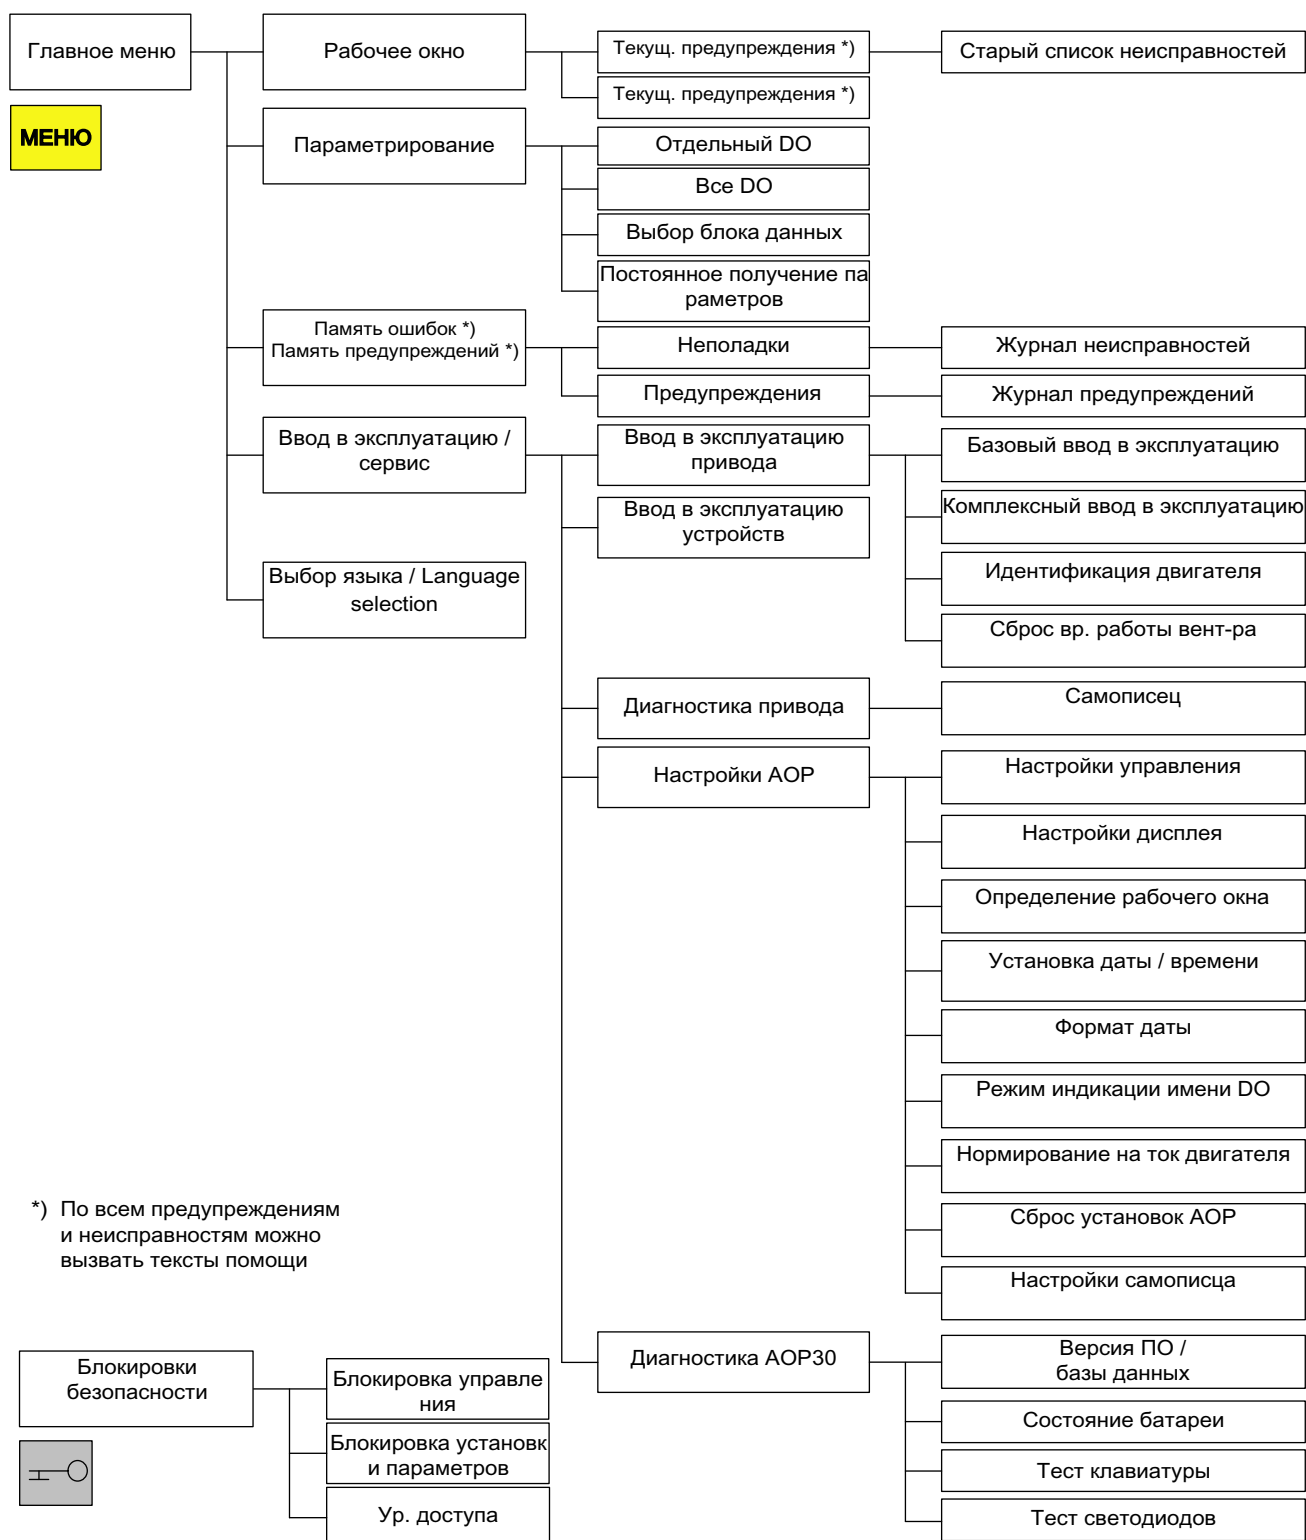 Главное меню
МЕНЮ
Рабочее окно
Текущ. предупреждения *)
Старый список неисправностей
Текущ. предупреждения *)
Параметрирование
Отдельный DO
Все DO
Выбор блока данных
Постоянное получение па
раметров
Память ошибок *)
Память предупреждений *)
Неполадки
Журнал неисправностей
Предупреждения
Журнал предупреждений
Ввод в эксплуатацию /
сервис
Ввод в эксплуатацию
привода
Базовый ввод в эксплуатацию
Комплексный ввод в эксплуатацию
Идентификация двигателя
Сброс вр. работы вент-ра
Ввод в эксплуатацию
устройств
Диагностика привода
Самописец
Настройки AOP
Настройки управления
Настройки дисплея
Определение рабочего окна
Установка даты / времени
Формат даты
Режим индикации имени DO
Нормирование на ток двигателя
Сброс установок AOP
Настройки самописца
Диагностика AOP30
Версия ПО /
базы данных
Состояние батареи
Тест клавиатуры
Тест светодиодов
Выбор языка / Language
selection
*) По всем предупреждениям
и неисправностям можно
вызвать тексты помощи
Блокировки
безопасности
Блокировка управле
ния
Блокировка установк
и параметров
Ур. доступа